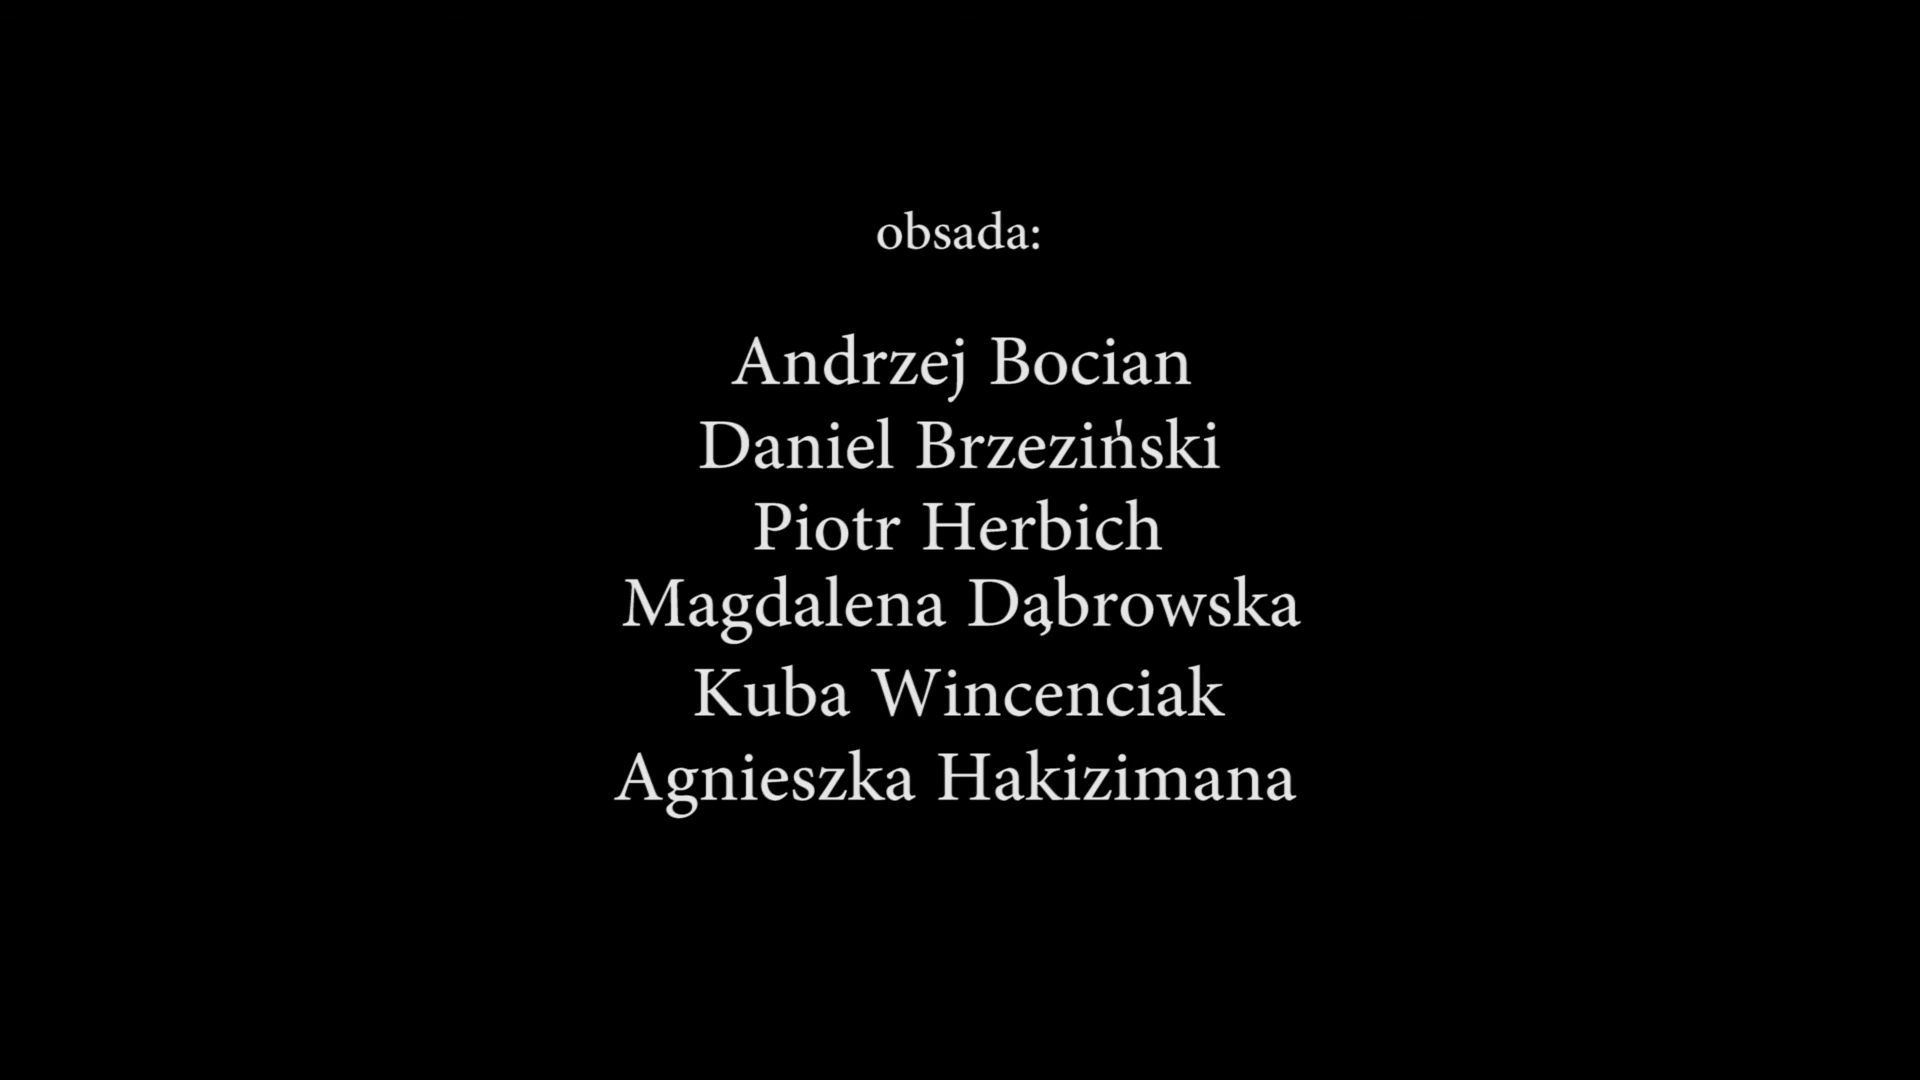 obsada:
Andrzej Bocian
Daniel Brzeziński
Piotr Herbich
Magdalena Dąbrowska
Kuba Wincenciak
Agnieszka Hakizimana